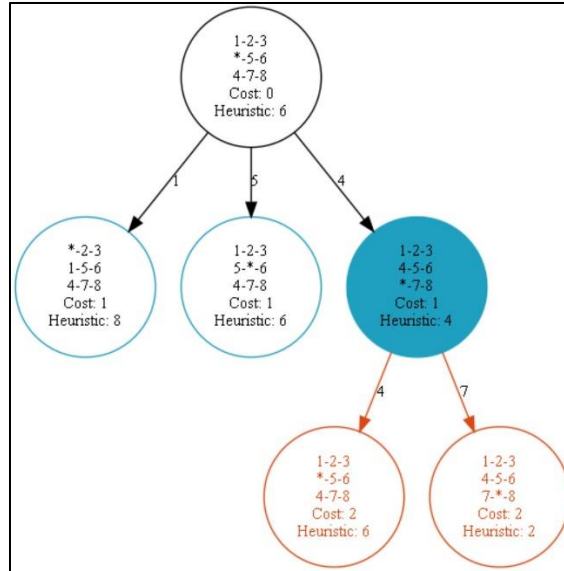 1-2-3
*-5-6
4-7-8
Cost: 0
Heuristic: 6
1
5
4
*-2-3
1-5-6
4-7-8
Cost: 1
Heuristic: 8
1-2-3
5-*-6
4-7-8
Cost: 1
Heuristic: 6
1-2-3
4-5-6
*-7-8
Cost: 1
Heuristic: 4
4
7
1-2-3
*-5-6
4-7-8
Cost: 2
Heuristic: 6
1-2-3
4-5-6
7-*-8
Cost: 2
Heuristic: 2